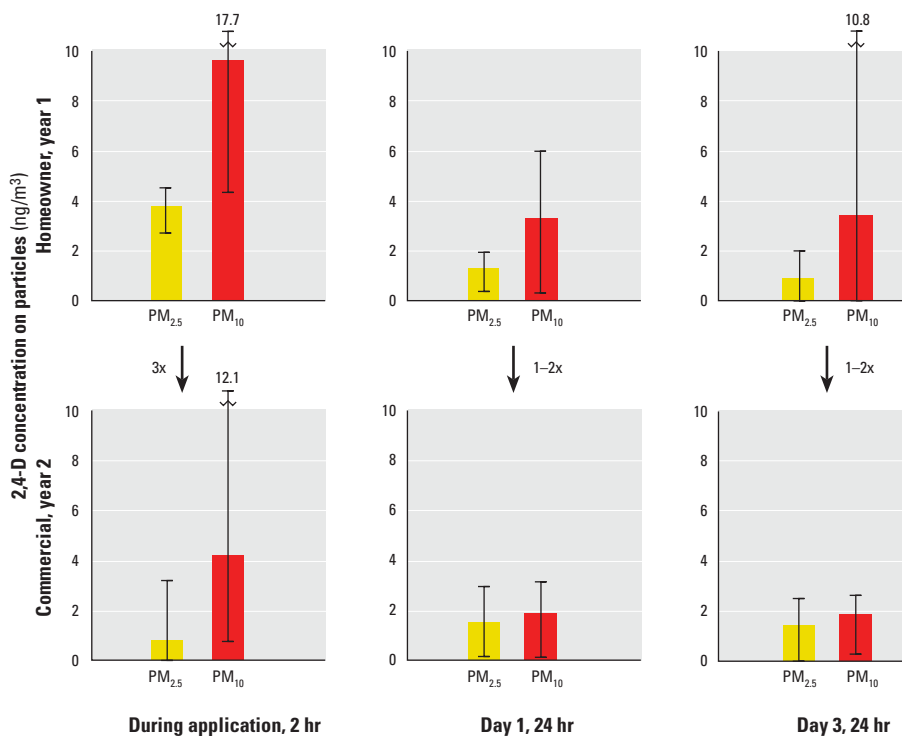 17.7
10.8
10
8
6
4
2
0
10
8
6
4
2
0
10
8
6
4
2
0
PM2.5 PM10
PM2.5 PM10
PM2.5 PM10
2,4-D concentration on particles (ng/m³)
Homeowner, year 1
3x
1–2x
1–2x
12.1
Commercial, year 2
10
8
6
4
2
0
10
8
6
4
2
0
10
8
6
4
2
0
PM2.5 PM10
PM2.5 PM10
PM2.5 PM10
During application, 2 hr
Day 1, 24 hr
Day 3, 24 hr